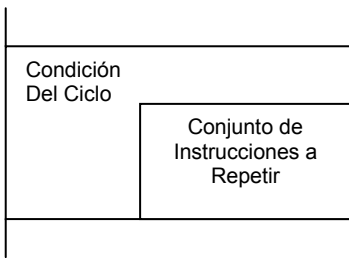 Condición
Del Ciclo
Conjunto de
Instrucciones a
Repetir